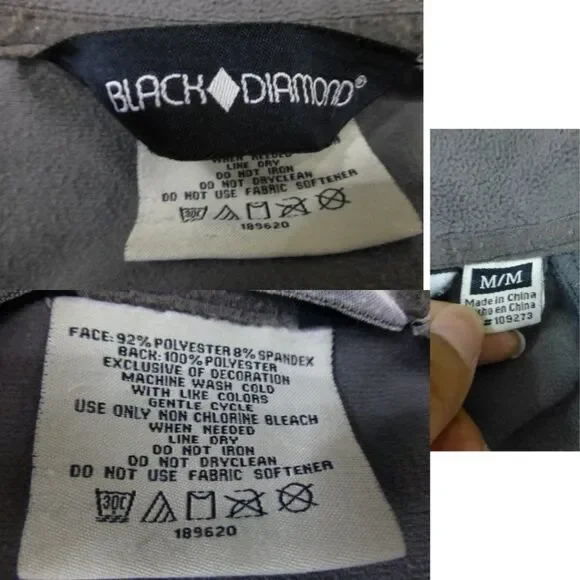 BLACK DIAMOND®
WHEN NEEDED
LINE DRY
DO NOT IRON
DO NOT DRYCLEAN
DO NOT USE FABRIC SOFTENER
30C
189620
M/M
Made in China
en China
#109273
FACE: 92% POLYESTER 8% SPANDEX
BACK: 100% POLYESTER
EXCLUSIVE OF DECORATION
MACHINE WASH COLD
WITH LIKE COLORS
GENTLE CYCLE
USE ONLY NON CHLORINE BLEACH
WHEN NEEDED
LINE DRY
DO NOT IRON
DO NOT DRYCLEAN
DO NOT USE FABRIC SOFTENER
30C
189620